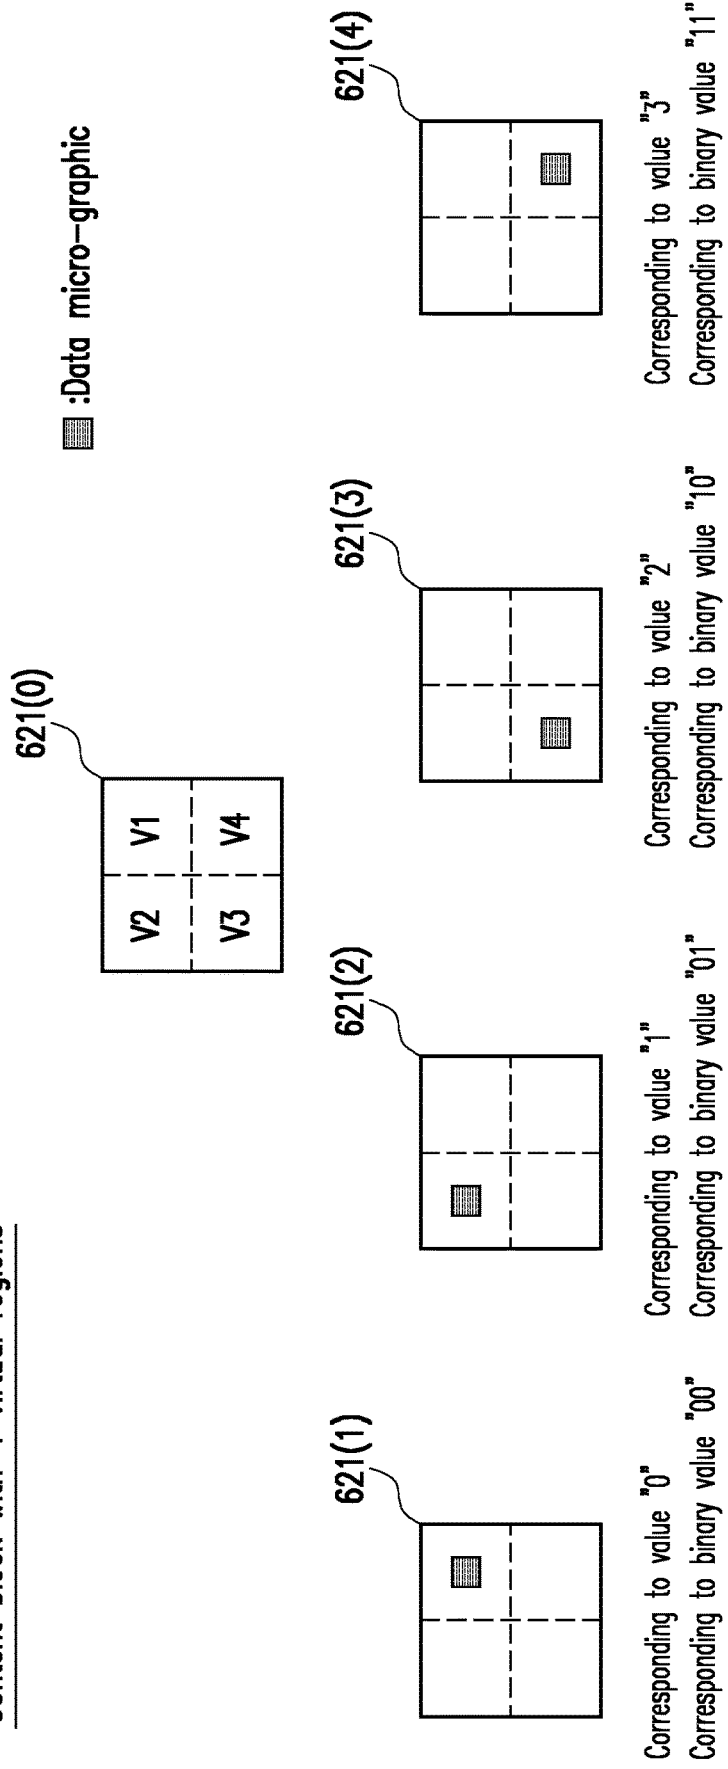 Content block with virtual regions
621(0)
:Data micro-graphic
V2 V1
V3 V4
621(1)
621(2)
621(3)
621(4)
Corresponding to value "0"
Corresponding to binary value "00"
Corresponding to value "1"
Corresponding to binary value "01"
Corresponding to value "2"
Corresponding to binary value "10"
Corresponding to value "3"
Corresponding to binary value "11"